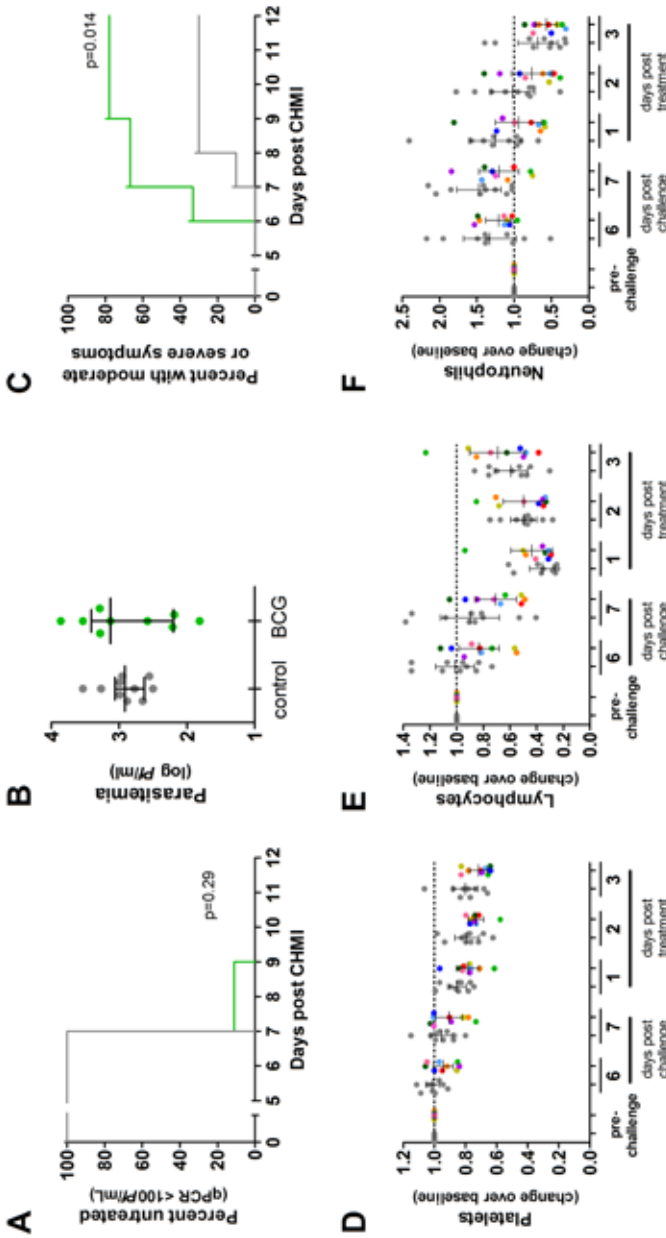 A
Percent untreated
(qPCR <100Pf/mL)
100
80
60
40
20
0
p=0.29
0
5
6
7
8
9
10
11
12
Days post CHMI
B
Parasitemia
(log Pf/ml)
4
3
2
1
control
BCG
C
Percent with moderate
or severe symptoms
100
80
60
40
20
0
p=0.014
0
5
6
7
8
9
10
11
12
Days post CHMI
D
Platelets
(change over baseline)
1.2
1.0
0.8
0.6
0.4
0.2
0.0
pre-
challenge
6
7
days post
challenge
1
2
3
days post
treatment
E
Lymphocytes
(change over baseline)
1.4
1.2
1.0
0.8
0.6
0.4
0.2
0.0
pre-
challenge
6
7
days post
challenge
1
2
3
days post
treatment
F
Neutrophils
(change over baseline)
2.5
2.0
1.5
1.0
0.5
0.0
pre-
challenge
6
7
days post
challenge
1
2
3
days post
treatment